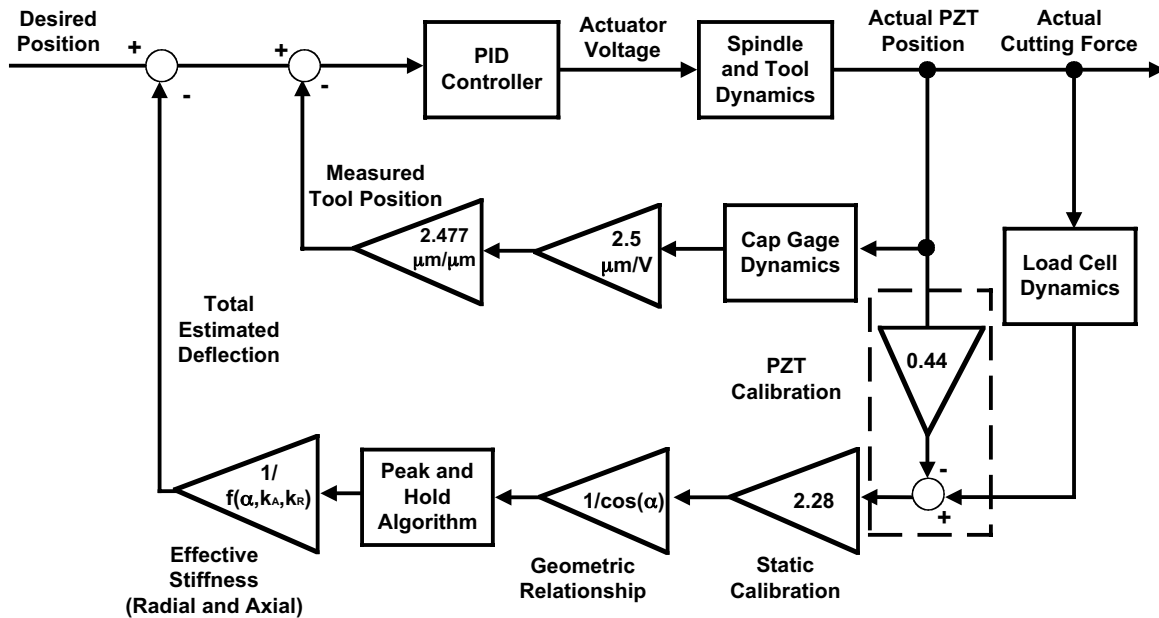 Desired
Position
+
-
+
-
PID
Controller
Actuator
Voltage
Spindle
and Tool
Dynamics
Actual PZT
Position
Actual
Cutting Force
Measured
Tool Position
2.477
μm/μm
2.5
μm/V
Cap Gage
Dynamics
Load Cell
Dynamics
Total
Estimated
Deflection
PZT
Calibration
0.44
-
+
1/
f(α,kA,kR)
Peak and
Hold
Algorithm
1/cos(α)
2.28
Effective
Stiffness
(Radial and Axial)
Geometric
Relationship
Static
Calibration